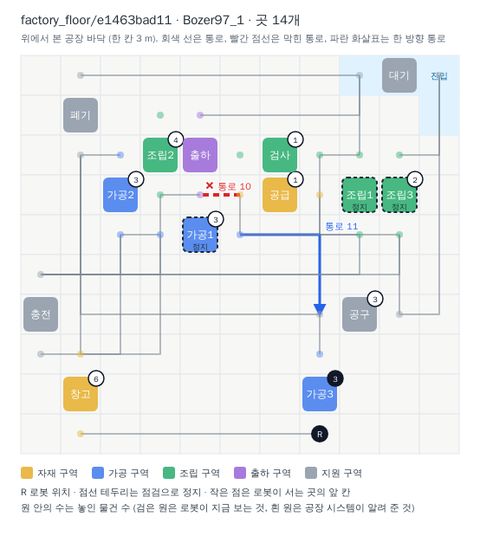 factory_floor/e1463bad11 · Bozer97_1 · 곳 14개
위에서 본 공장 바닥 (한 칸 3 m). 회색 선은 통로, 빨간 점선은 막힌 통로, 파란 화살표는 한 방향 통로
대기
진입
폐기
4
1
조립2
출하
검사
3
✕ 통로 10
1
2
가공2
공급
조립1
정지
조립3
정지
3
통로 11
가공1
정지
3
충전
공구
6
3
창고
가공3
R
자재 구역
가공 구역
조립 구역
출하 구역
지원 구역
R 로봇 위치 · 점선 테두리는 점검으로 정지 · 작은 점은 로봇이 서는 곳의 앞 칸
원 안의 수는 놓인 물건 수 (검은 원은 로봇이 지금 보는 것, 흰 원은 공장 시스템이 알려 준 것)